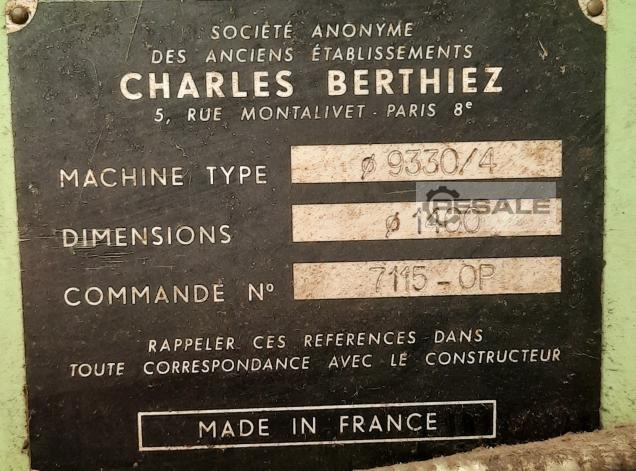 SOCIÉTÉ ANONYME
DES ANCIENS ÉTABLISSEMENTS
CHARLES BERTHIEZ
5, RUE MONTALIVET - PARIS 8e
MACHINE TYPE ø 9330/4
RESALE
DIMENSIONS ø 1400
COMMANDE No 7115-OP
RAPPELER CES REFERENCES DANS
TOUTE CORRESPONDANCE AVEC LE CONSTRUCTEUR
MADE IN FRANCE